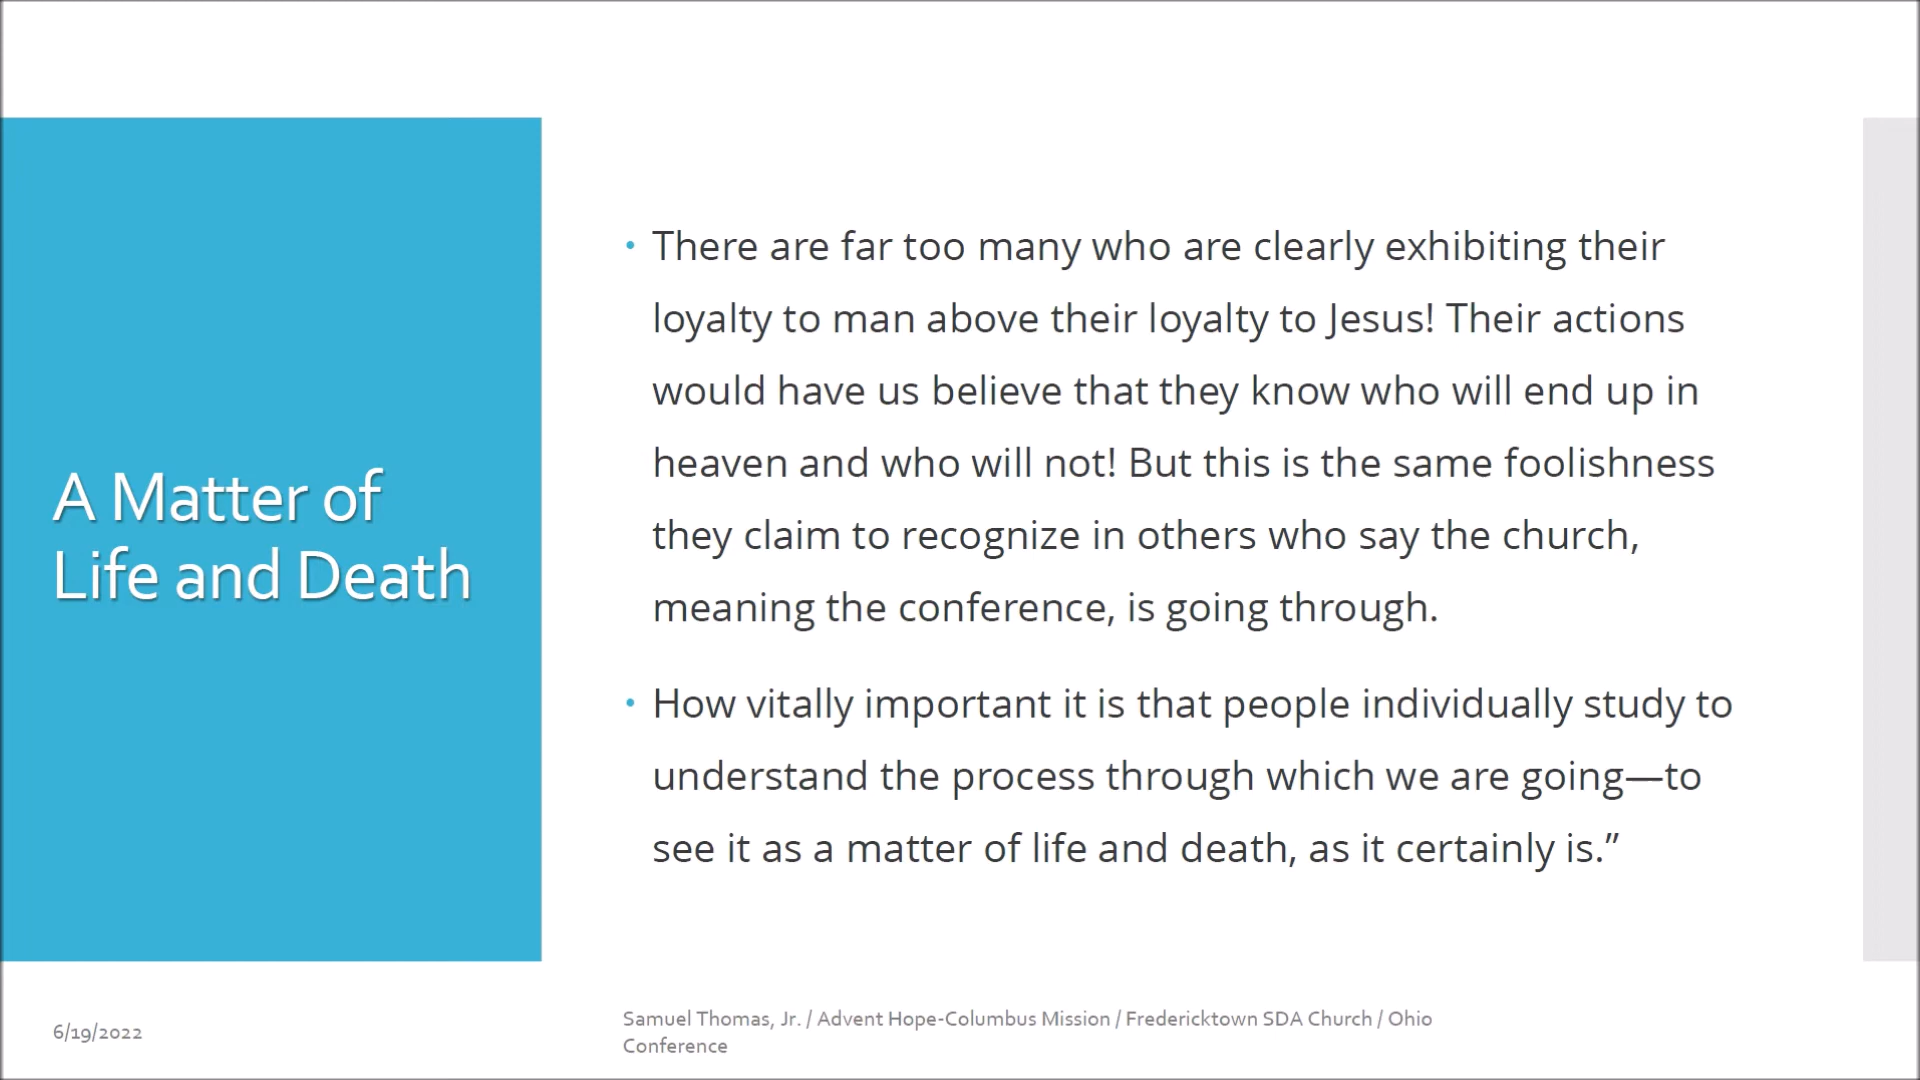 A Matter of
Life and Death
• There are far too many who are clearly exhibiting their
loyalty to man above their loyalty to Jesus! Their actions
would have us believe that they know who will end up in
heaven and who will not! But this is the same foolishness
they claim to recognize in others who say the church,
meaning the conference, is going through.
• How vitally important it is that people individually study to
understand the process through which we are going—to
see it as a matter of life and death, as it certainly is.”
6/19/2022
Samuel Thomas, Jr. / Advent Hope-Columbus Mission / Fredericktown SDA Church / Ohio
Conference